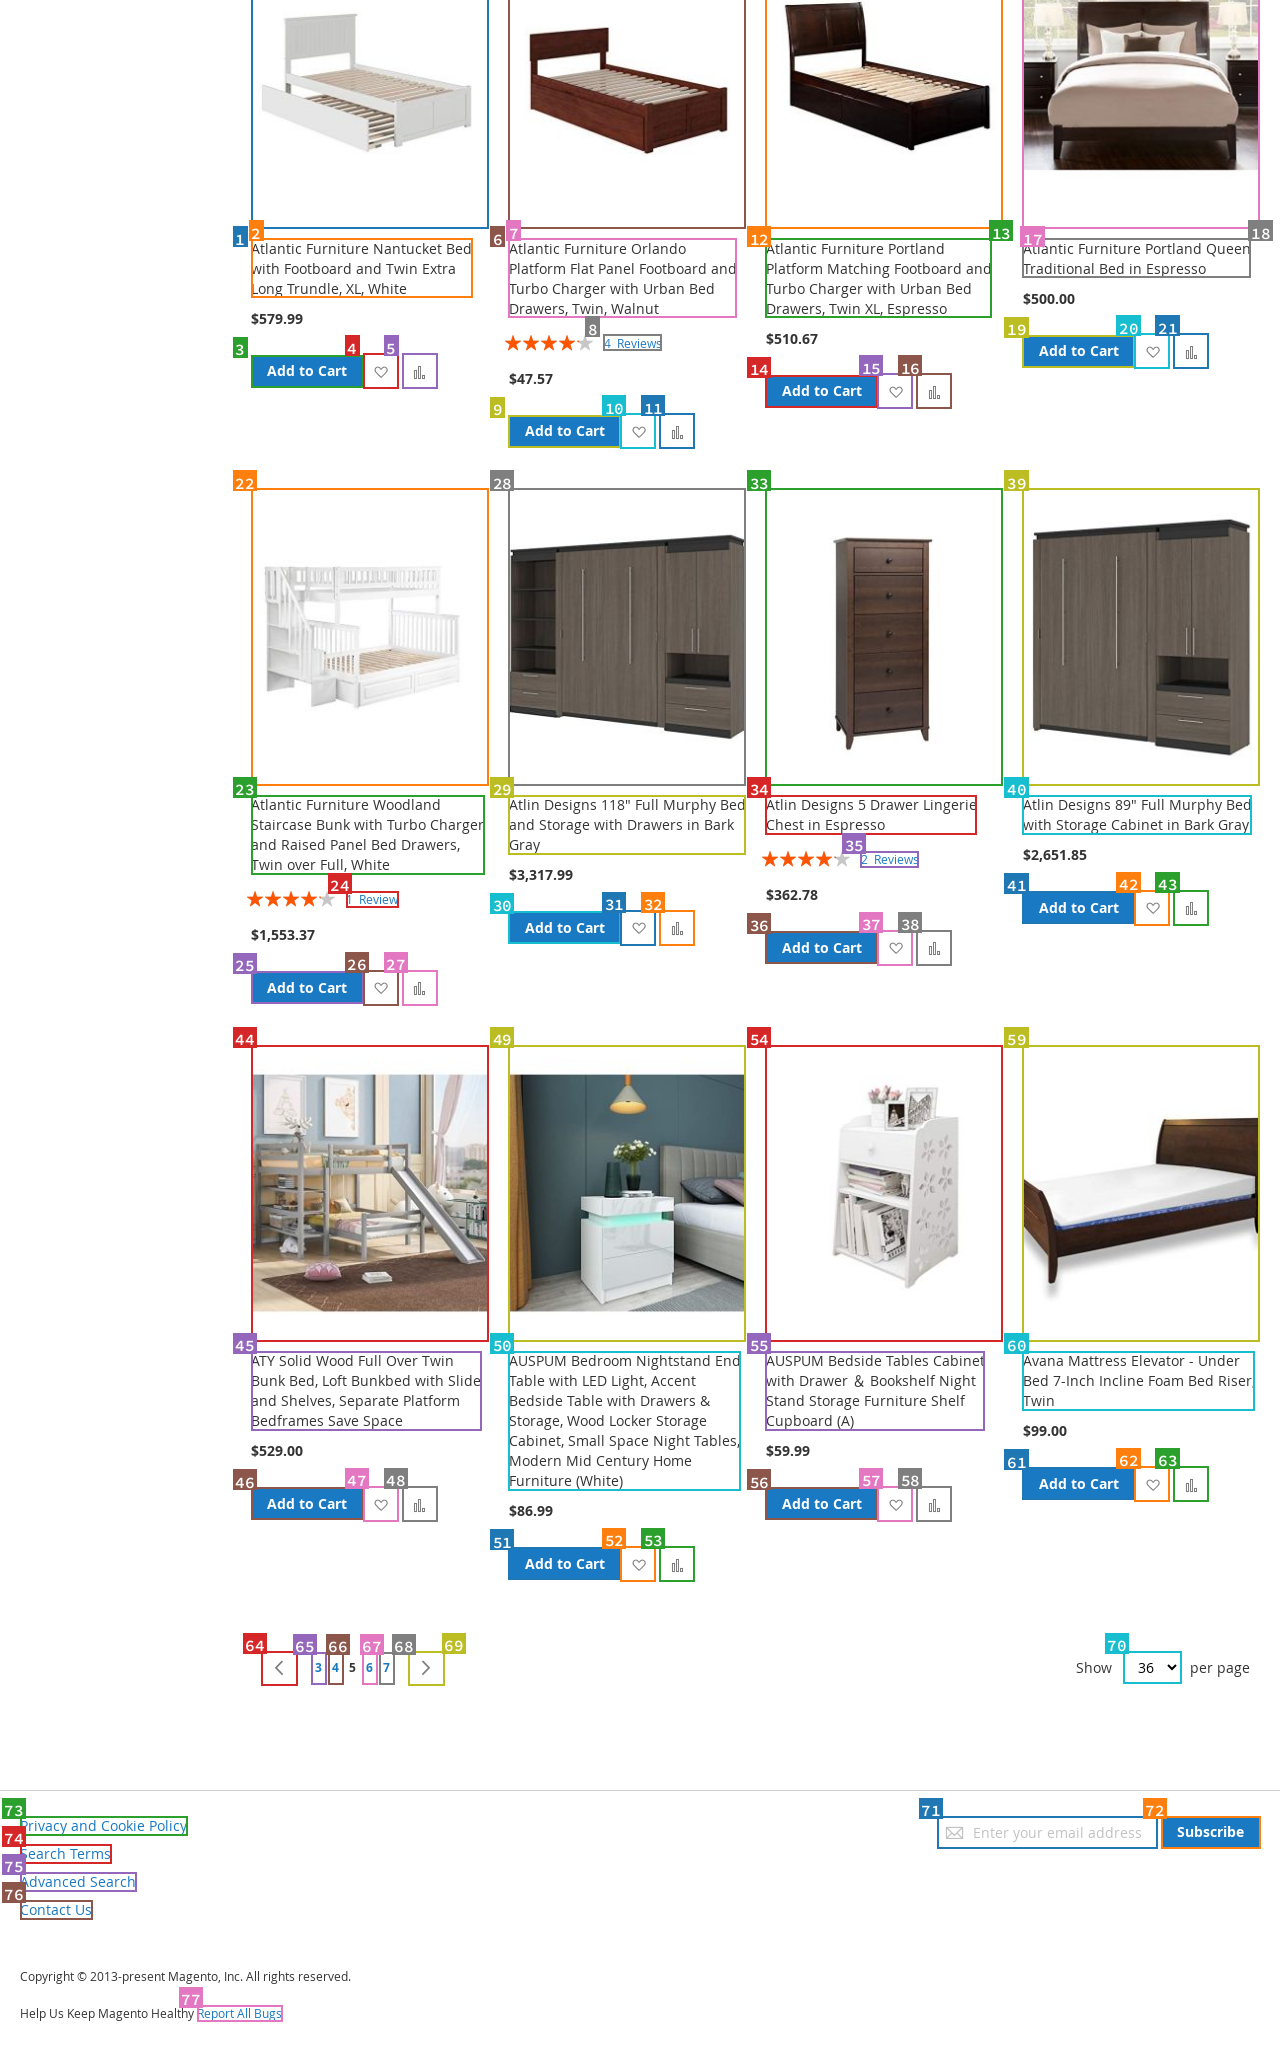 1
2
Atlantic Furniture Nantucket Bed
with Footboard and Twin Extra
Long Trundle, XL, White
$579.99
3
Add to Cart
4
5
6
7
Atlantic Furniture Orlando
Platform Flat Panel Footboard and
Turbo Charger with Urban Bed
Drawers, Twin, Walnut
8
4 Reviews
$47.57
9
Add to Cart
10
11
12
13
Atlantic Furniture Portland
Platform Matching Footboard and
Turbo Charger with Urban Bed
Drawers, Twin XL, Espresso
$510.67
14
Add to Cart
15
16
17
18
Atlantic Furniture Portland Queen
Traditional Bed in Espresso
$500.00
19
Add to Cart
20
21
22
23
Atlantic Furniture Woodland
Staircase Bunk with Turbo Charger
and Raised Panel Bed Drawers,
Twin over Full, White
24
1 Review
$1,553.37
25
Add to Cart
26
27
28
29
Atlin Designs 118" Full Murphy Bed
and Storage with Drawers in Bark
Gray
$3,317.99
30
Add to Cart
31
32
33
34
Atlin Designs 5 Drawer Lingerie
Chest in Espresso
35
2 Reviews
$362.78
36
Add to Cart
37
38
39
40
Atlin Designs 89" Full Murphy Bed
with Storage Cabinet in Bark Gray
$2,651.85
41
Add to Cart
42
43
44
45
ATY Solid Wood Full Over Twin
Bunk Bed, Loft Bunkbed with Slide
and Shelves, Separate Platform
Bedframes Save Space
$529.00
46
Add to Cart
47
48
49
50
AUSPUM Bedroom Nightstand End
Table with LED Light, Accent
Bedside Table with Drawers &
Storage, Wood Locker Storage
Cabinet, Small Space Night Tables,
Modern Mid Century Home
Furniture (White)
$86.99
51
Add to Cart
52
53
54
55
AUSPUM Bedside Tables Cabinet
with Drawer ＆ Bookshelf Night
Stand Storage Furniture Shelf
Cupboard (A)
$59.99
56
Add to Cart
57
58
59
60
Avana Mattress Elevator - Under
Bed 7-Inch Incline Foam Bed Riser,
Twin
$99.00
61
Add to Cart
62
63
64 65 66 67 68 69
3 4 5 6 7
70
Show 36 per page
71
Enter your email address
72
Subscribe
73
Privacy and Cookie Policy
74
Search Terms
75
Advanced Search
76
Contact Us
Copyright © 2013-present Magento, Inc. All rights reserved.
77
Help Us Keep Magento Healthy Report All Bugs